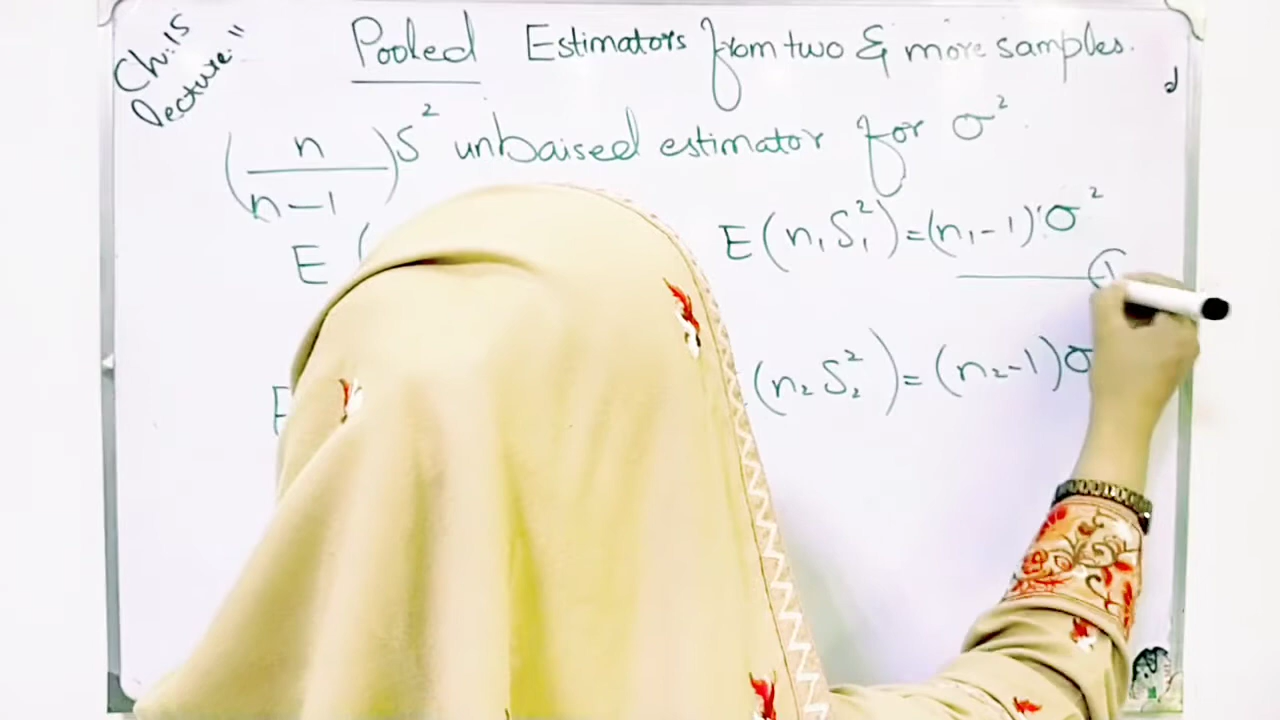 Ch:15
Lecture:"
Pooled Estimators from two & more samples.
(n/n-1)S² unbaised estimator for σ².
E ( E(n₁S₁²)=(n₁-1)σ²
(n₂S₂²)=(n₂-1)σ